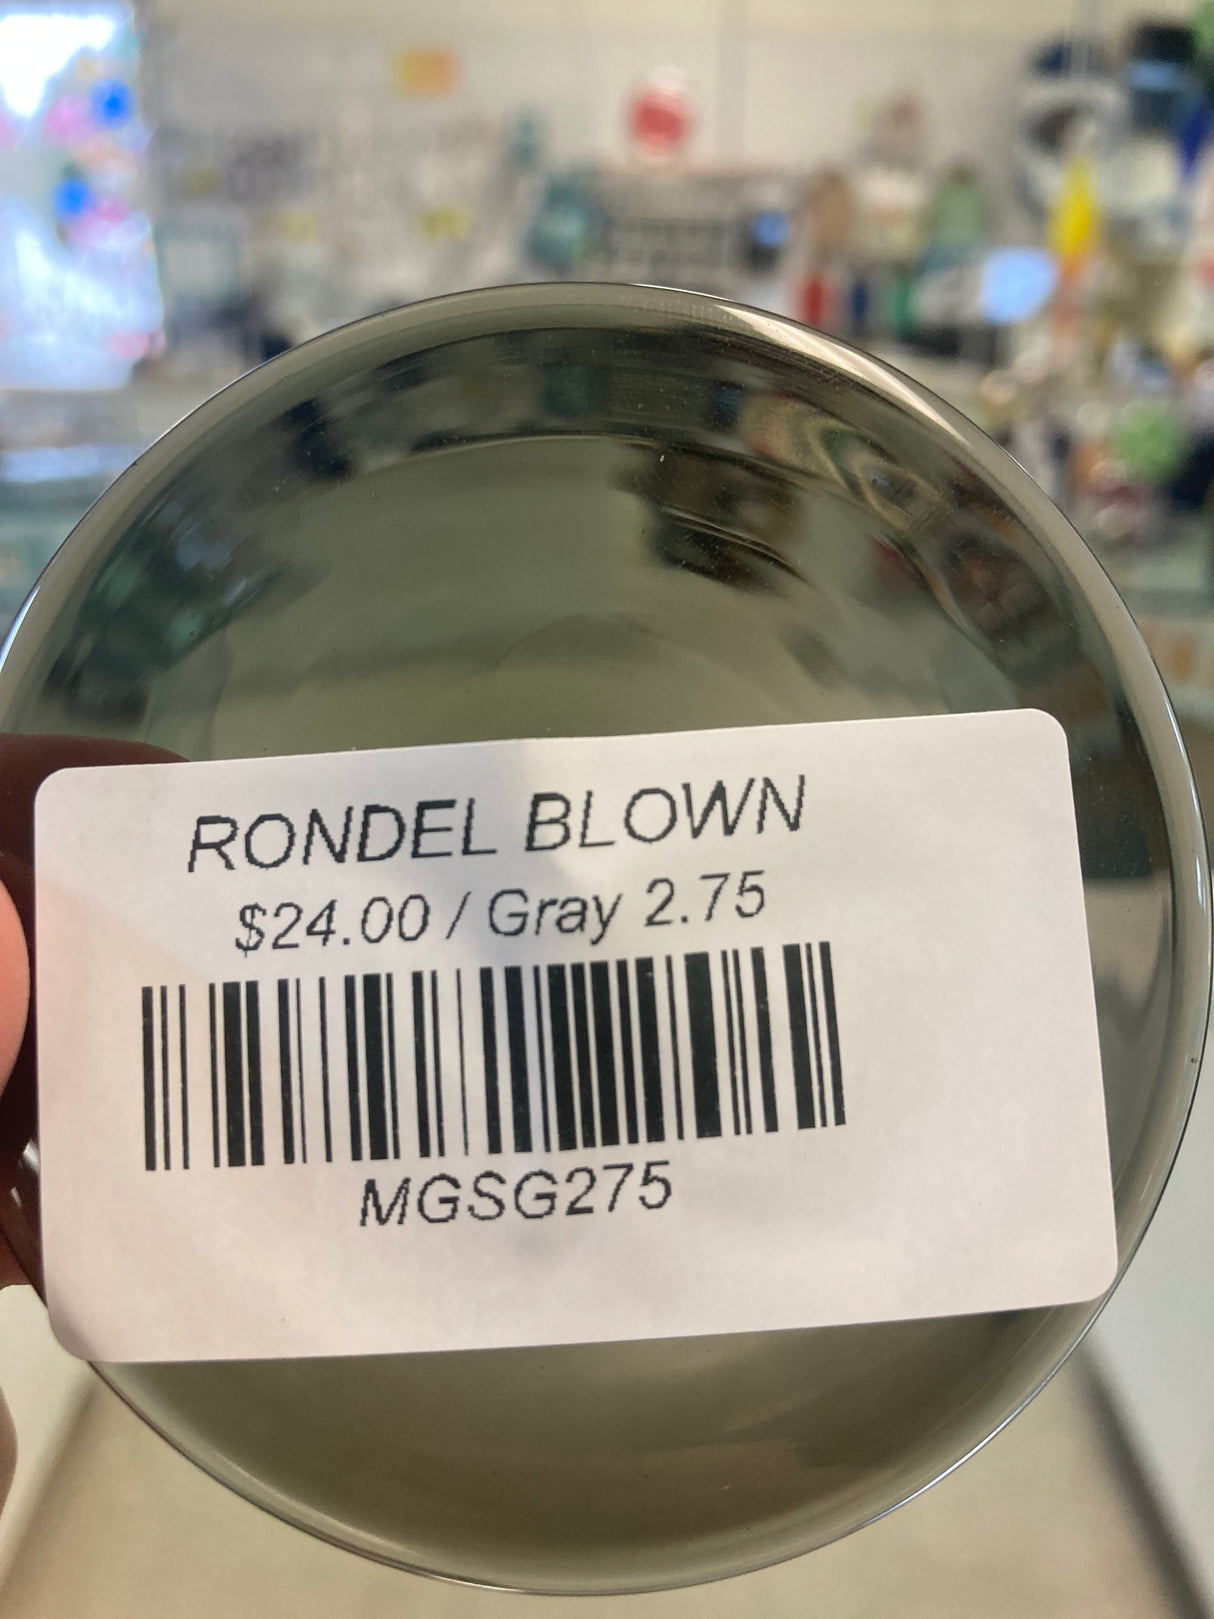 RONDEL BLOWN
$24.00 / Gray 2.75
MGSG275